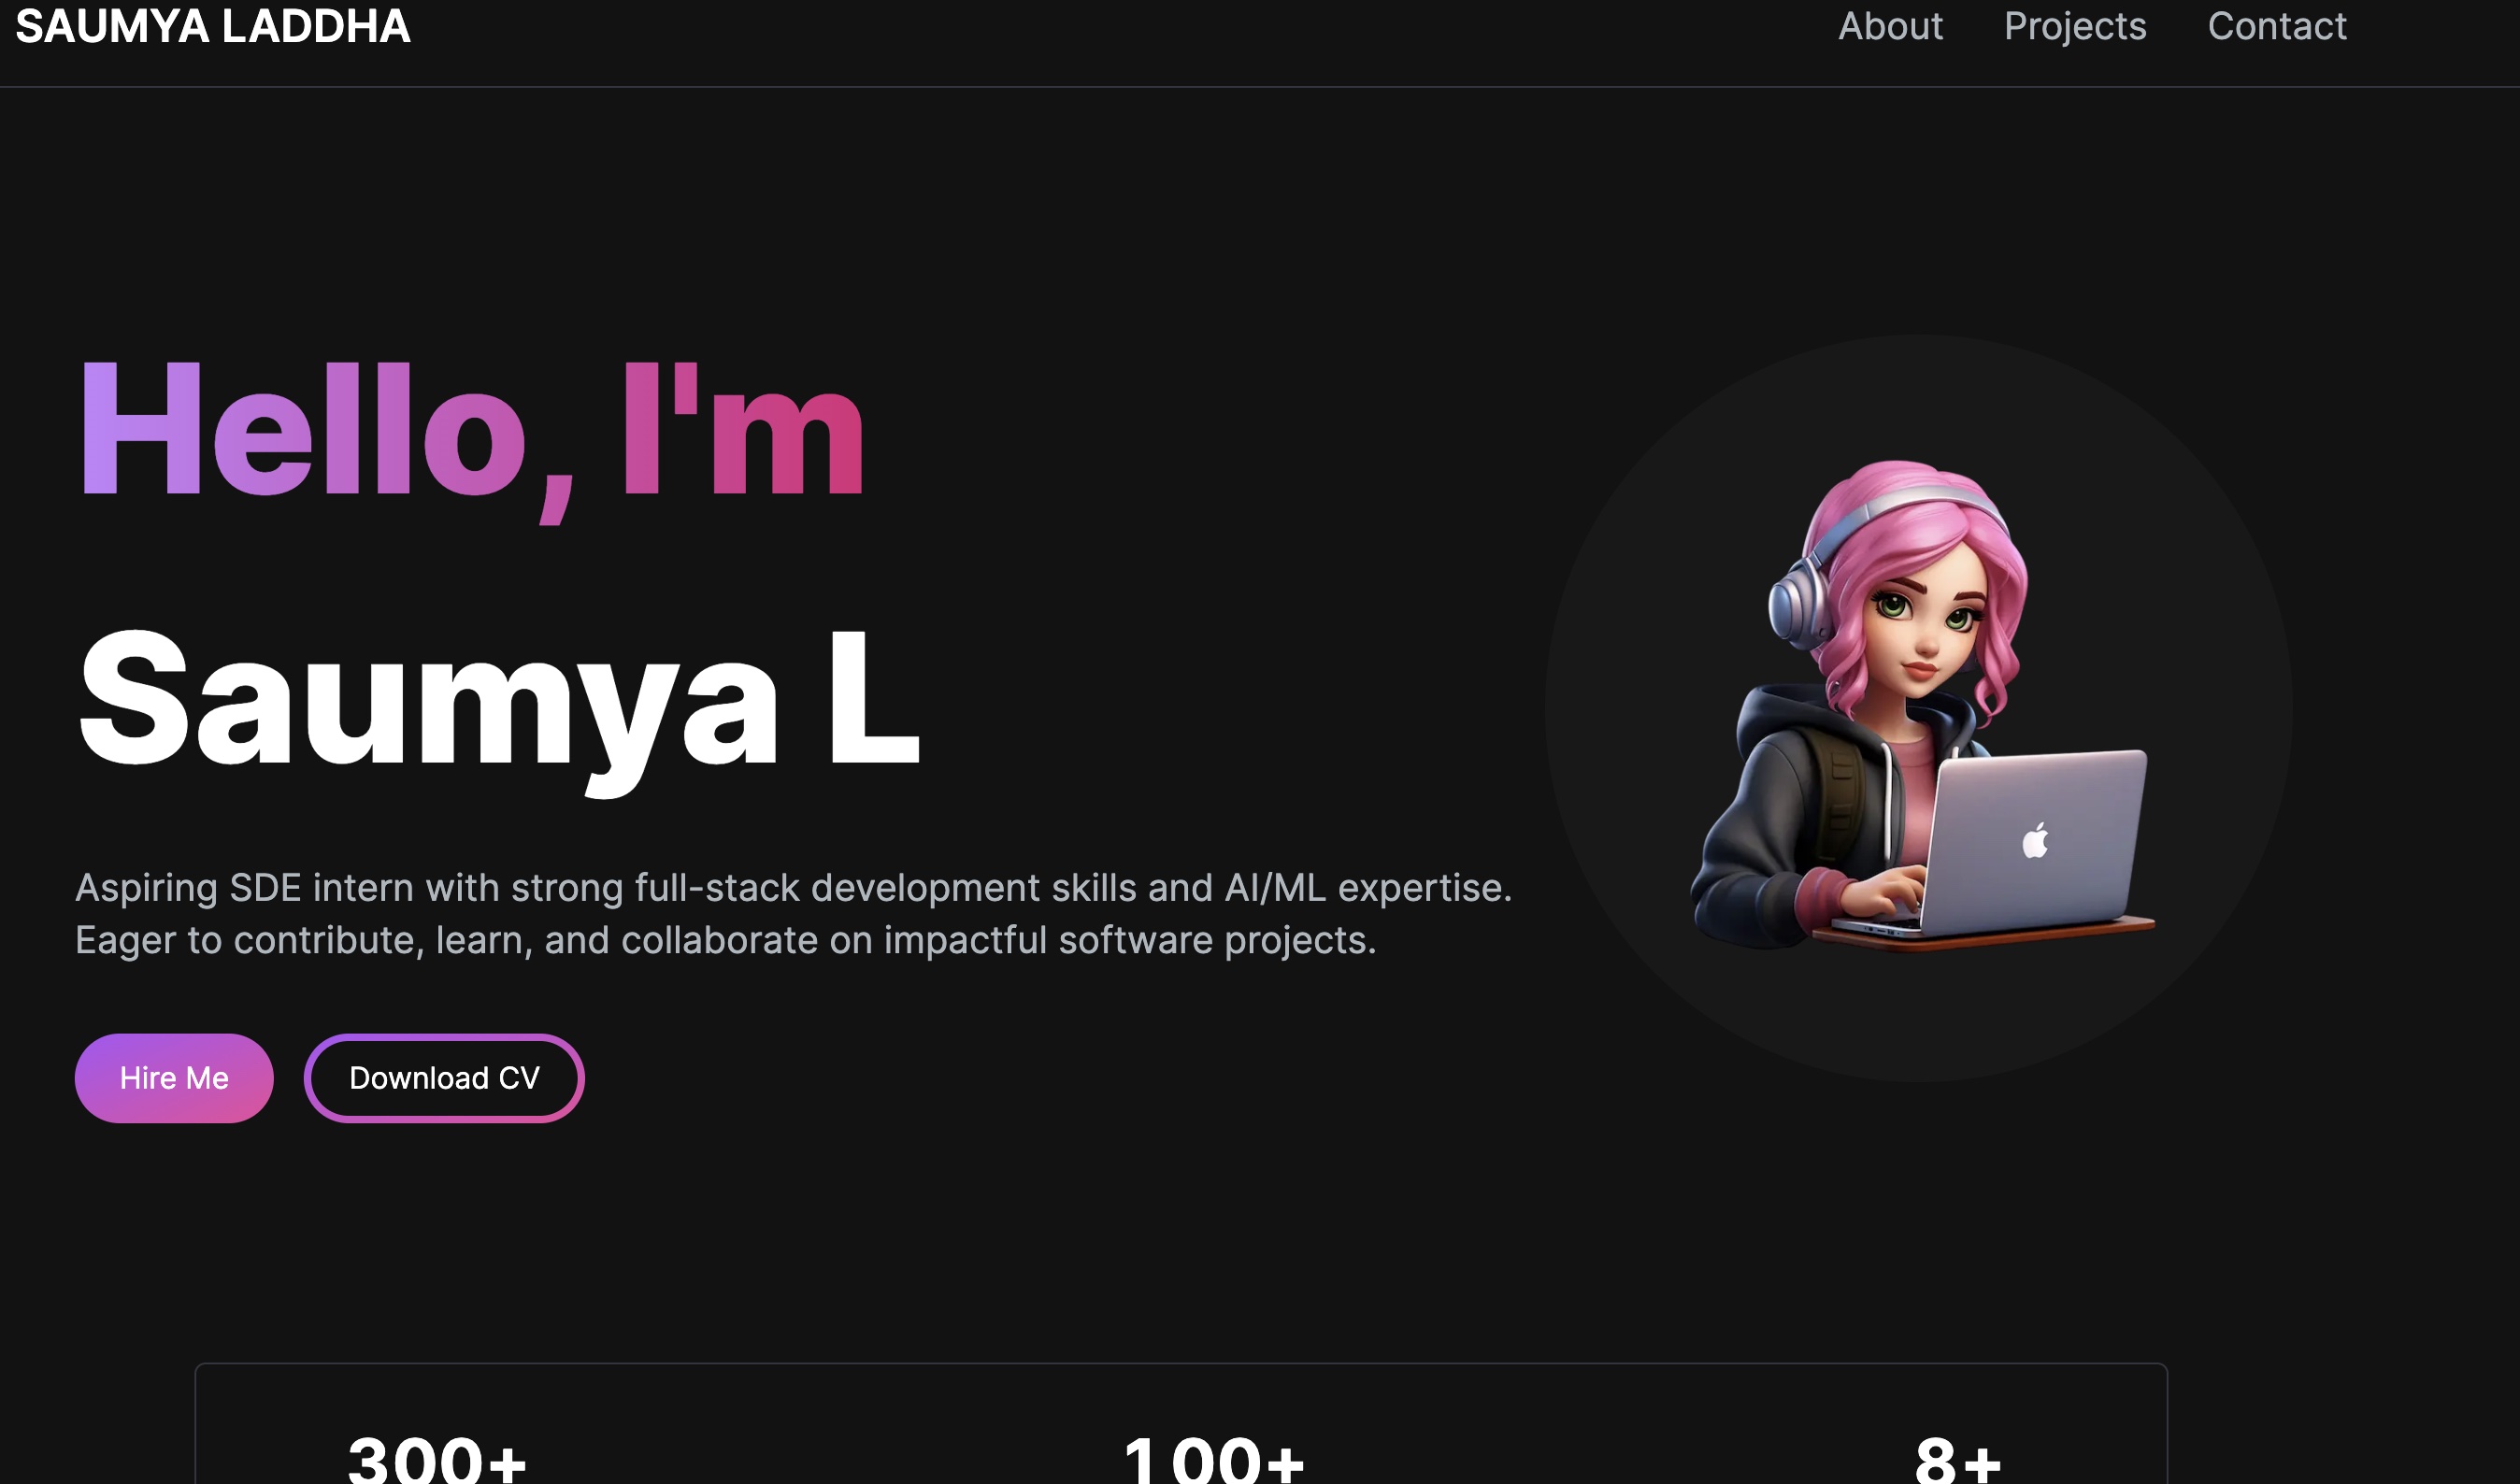 SAUMYA LADDHA
About Projects Contact
Hello, I'm
Saumya L
Aspiring SDE intern with strong full-stack development skills and AI/ML expertise.
Eager to contribute, learn, and collaborate on impactful software projects.
Hire Me
Download CV
300+
100+
8+